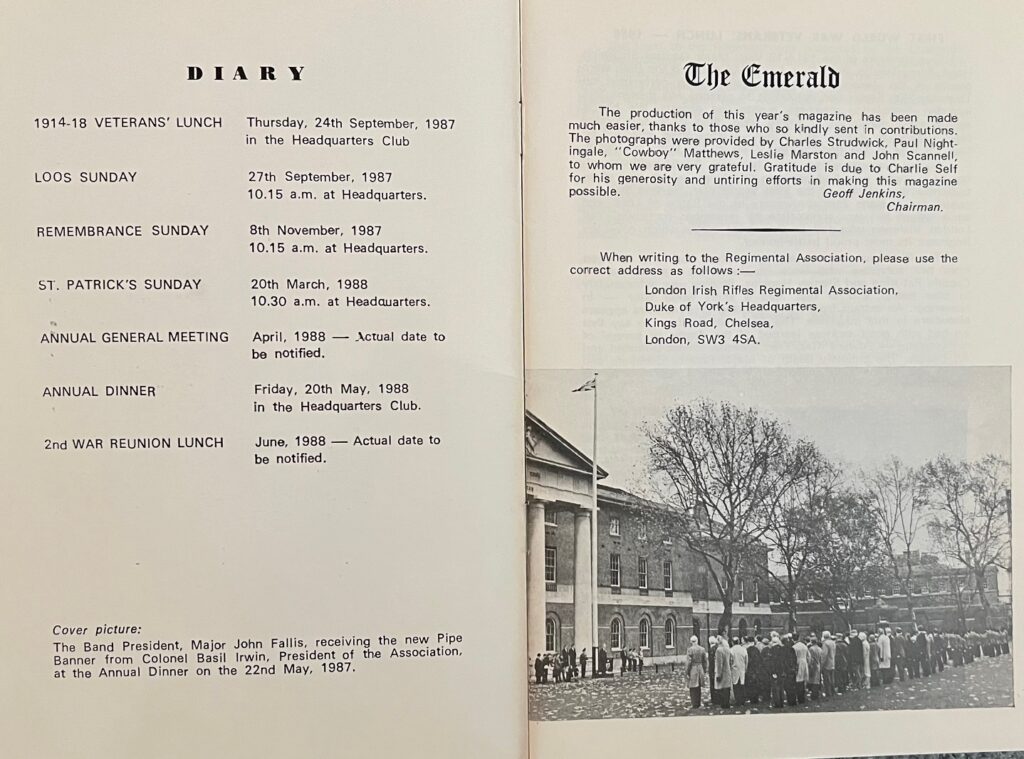 DIARY
1914-18 VETERANS' LUNCH Thursday, 24th September, 1987
in the Headquarters Club
LOOS SUNDAY 27th September, 1987
10.15 a.m. at Headquarters.
REMEMBRANCE SUNDAY 8th November, 1987
10.15 a.m. at Headquarters.
ST. PATRICK'S SUNDAY 20th March, 1988
10.30 a.m. at Headquarters.
ANNUAL GENERAL MEETING April, 1988 — Actual date to
be notified.
ANNUAL DINNER Friday, 20th May, 1988
in the Headquarters Club.
2nd WAR REUNION LUNCH June, 1988 — Actual date to
be notified.
Cover picture:
The Band President, Major John Fallis, receiving the new Pipe
Banner from Colonel Basil Irwin, President of the Association,
at the Annual Dinner on the 22nd May, 1987.
The Emerald
The production of this year's magazine has been made
much easier, thanks to those who so kindly sent in contributions.
The photographs were provided by Charles Strudwick, Paul Night-
ingale, "Cowboy" Matthews, Leslie Marston and John Scannell,
to whom we are very grateful. Gratitude is due to Charlie Self
for his generosity and untiring efforts in making this magazine
possible. Geoff Jenkins,
Chairman.
When writing to the Regimental Association, please use the
correct address as follows :—
London Irish Rifles Regimental Association,
Duke of York's Headquarters,
Kings Road, Chelsea,
London, SW3 4SA.